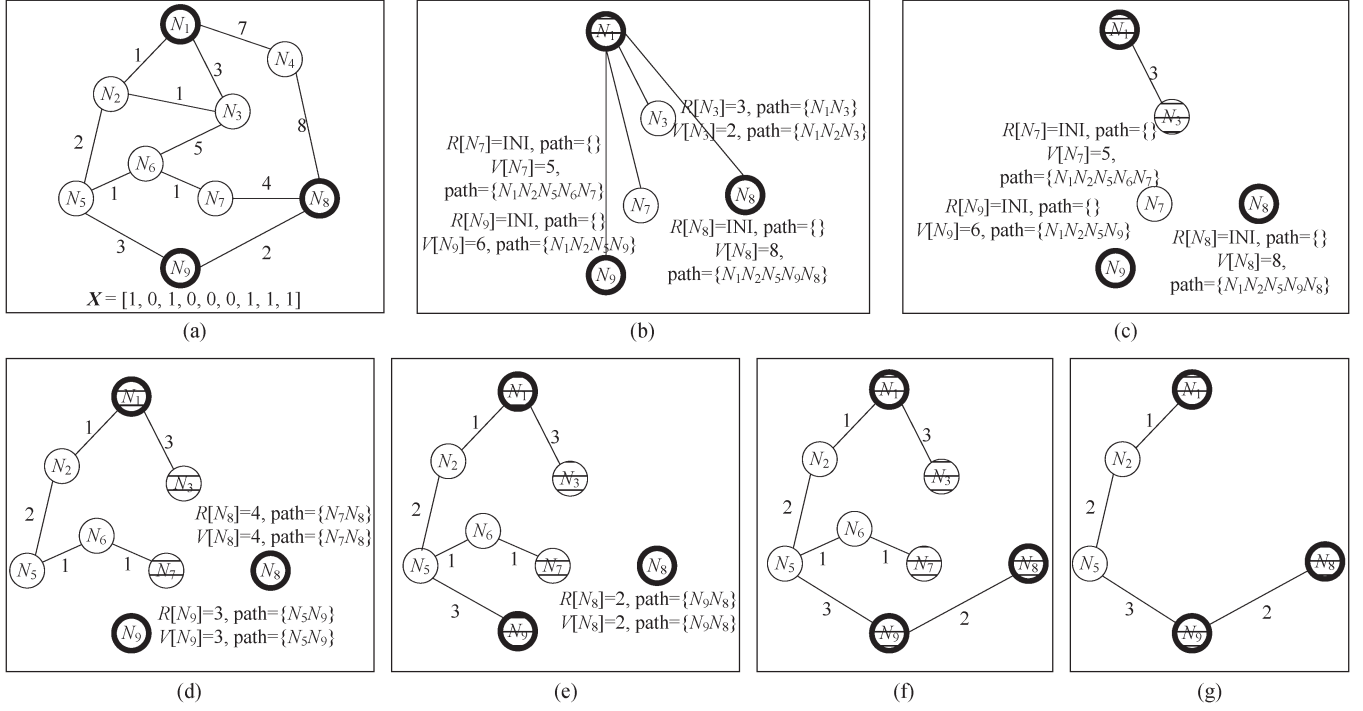 N1
7
N4
1
3
N2
1
N3
2
8
5
N6
N5
1
1
N7
4
N8
3
2
N9
X = [1, 0, 1, 0, 0, 0, 1, 1, 1]
(a)
N1
N3
R[N3]=3, path={N1N3}
V[N3]=2, path={N1N2N3}
R[N7]=INI, path={}
V[N7]=5,
path={N1N2N5N6N7}
N7
N8
R[N9]=INI, path={}
V[N9]=6, path={N1N2N5N9}
R[N8]=INI, path={}
V[N8]=8,
path={N1N2N5N9N8}
N9
(b)
N1
3
N3
R[N7]=INI, path={}
V[N7]=5,
path={N1N2N5N6N7}
N7
N8
R[N9]=INI, path={}
V[N9]=6, path={N1N2N5N9}
R[N8]=INI, path={}
V[N8]=8,
path={N1N2N5N9N8}
N9
(c)
N1
1
3
N2
N3
2
R[N8]=4, path={N7N8}
V[N8]=4, path={N7N8}
N6
N5
1
1
N7
N8
R[N9]=3, path={N5N9}
V[N9]=3, path={N5N9}
N9
(d)
N1
1
3
N2
N3
2
N6
N5
1
1
N7
N8
R[N8]=2, path={N9N8}
V[N8]=2, path={N9N8}
3
N9
(e)
N1
1
3
N2
N3
2
N6
N5
1
1
N7
N8
3
2
N9
(f)
N1
1
N2
2
N5
N8
3
2
N9
(g)